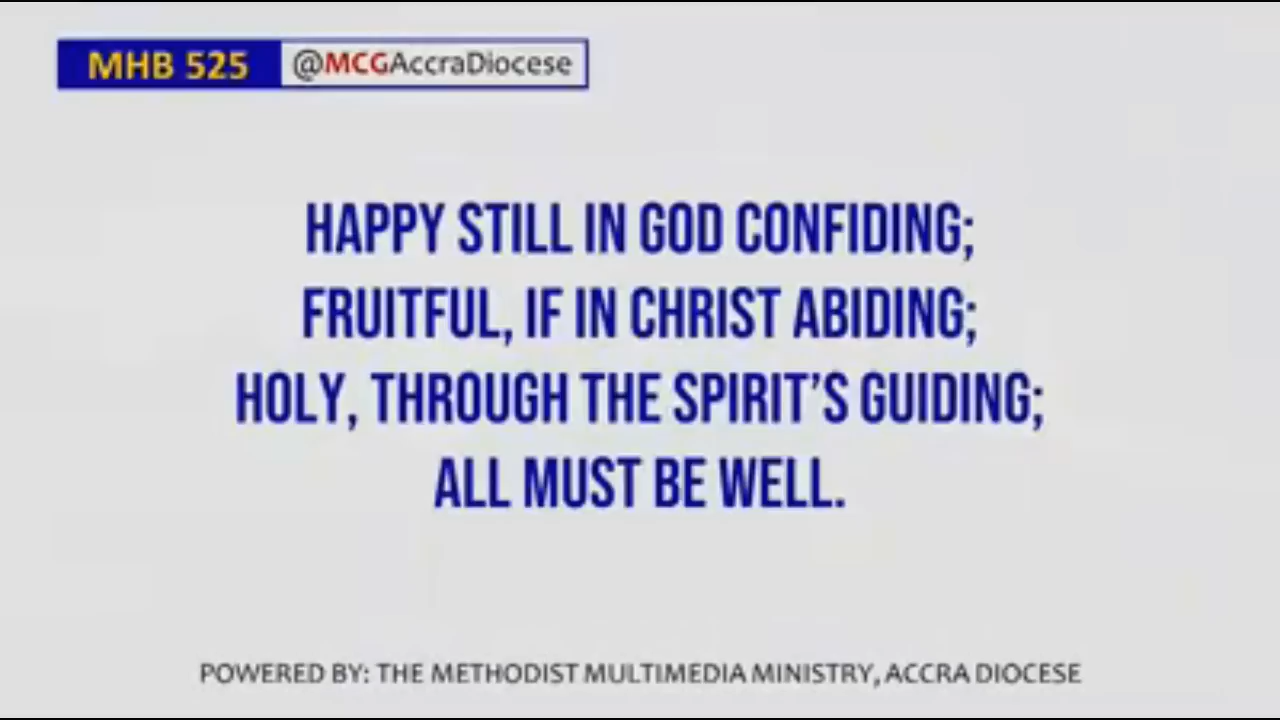 MHB 525 @MCGAccraDiocese
HAPPY STILL IN GOD CONFIDING;
FRUITFUL, IF IN CHRIST ABIDING;
HOLY, THROUGH THE SPIRIT'S GUIDING;
ALL MUST BE WELL.
POWERED BY: THE METHODIST MULTIMEDIA MINISTRY, ACCRA DIOCESE